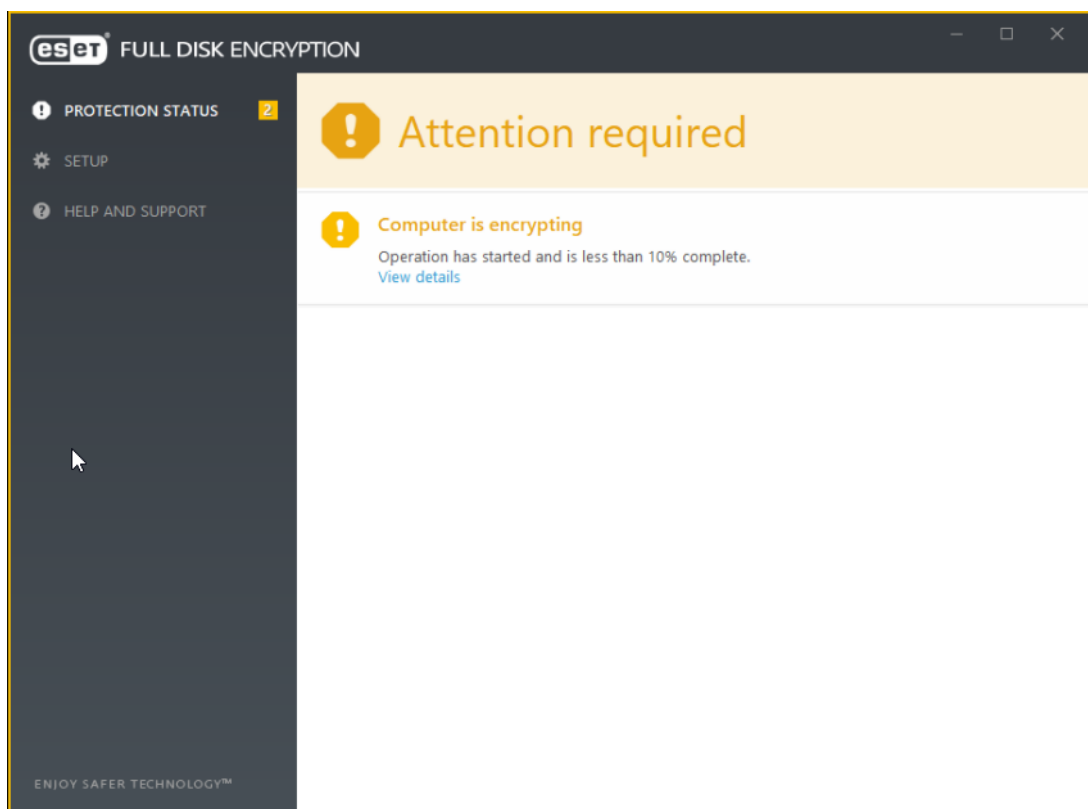 eseT® FULL DISK ENCRYPTION
PROTECTION STATUS 2
SETUP
HELP AND SUPPORT
Attention required
Computer is encrypting
Operation has started and is less than 10% complete.
View details
ENJOY SAFER TECHNOLOGY™